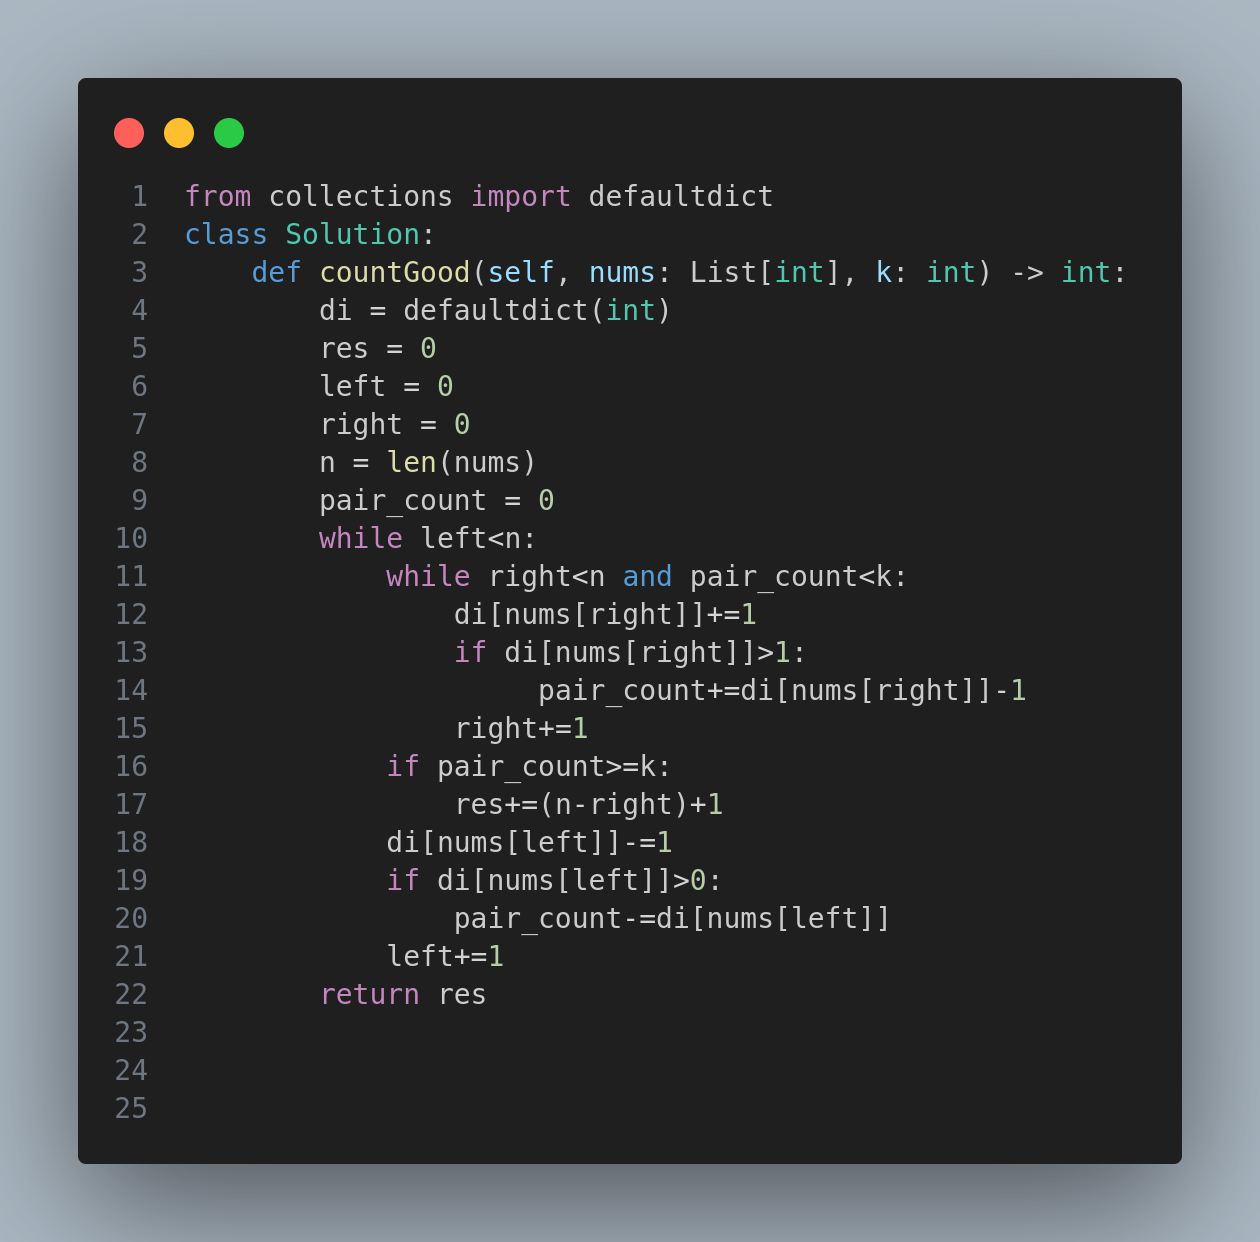 1 from collections import defaultdict
2 class Solution:
3     def countGood(self, nums: List[int], k: int) -> int:
4         di = defaultdict(int)
5         res = 0
6         left = 0
7         right = 0
8         n = len(nums)
9         pair_count = 0
10         while left<n:
11             while right<n and pair_count<k:
12                 di[nums[right]]+=1
13                 if di[nums[right]]>1:
14                      pair_count+=di[nums[right]]-1
15                 right+=1
16             if pair_count>=k:
17                 res+=(n-right)+1
18             di[nums[left]]-=1
19             if di[nums[left]]>0:
20                 pair_count-=di[nums[left]]
21             left+=1
22         return res
23
24
25